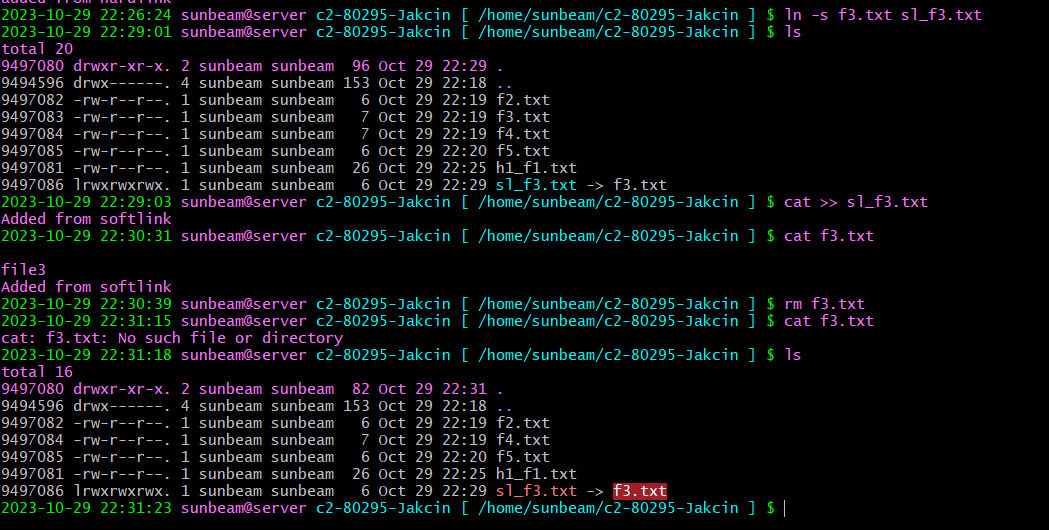 added from hardlink
2023-10-29 22:26:24 sunbeam@server c2-80295-Jakcin [ /home/sunbeam/c2-80295-Jakcin ] $ ln -s f3.txt sl_f3.txt
2023-10-29 22:29:01 sunbeam@server c2-80295-Jakcin [ /home/sunbeam/c2-80295-Jakcin ] $ ls
total 20
9497080 drwxr-xr-x. 2 sunbeam sunbeam  96 Oct 29 22:29 .
9494596 drwx------. 4 sunbeam sunbeam 153 Oct 29 22:18 ..
9497082 -rw-r--r--. 1 sunbeam sunbeam   6 Oct 29 22:19 f2.txt
9497083 -rw-r--r--. 1 sunbeam sunbeam   7 Oct 29 22:19 f3.txt
9497084 -rw-r--r--. 1 sunbeam sunbeam   7 Oct 29 22:19 f4.txt
9497085 -rw-r--r--. 1 sunbeam sunbeam   6 Oct 29 22:20 f5.txt
9497081 -rw-r--r--. 1 sunbeam sunbeam  26 Oct 29 22:25 h1_f1.txt
9497086 lrwxrwxrwx. 1 sunbeam sunbeam   6 Oct 29 22:29 sl_f3.txt -> f3.txt
2023-10-29 22:29:03 sunbeam@server c2-80295-Jakcin [ /home/sunbeam/c2-80295-Jakcin ] $ cat >> sl_f3.txt
Added from softlink
2023-10-29 22:30:31 sunbeam@server c2-80295-Jakcin [ /home/sunbeam/c2-80295-Jakcin ] $ cat f3.txt

file3
Added from softlink
2023-10-29 22:30:39 sunbeam@server c2-80295-Jakcin [ /home/sunbeam/c2-80295-Jakcin ] $ rm f3.txt
2023-10-29 22:31:15 sunbeam@server c2-80295-Jakcin [ /home/sunbeam/c2-80295-Jakcin ] $ cat f3.txt
cat: f3.txt: No such file or directory
2023-10-29 22:31:18 sunbeam@server c2-80295-Jakcin [ /home/sunbeam/c2-80295-Jakcin ] $ ls
total 16
9497080 drwxr-xr-x. 2 sunbeam sunbeam  82 Oct 29 22:31 .
9494596 drwx------. 4 sunbeam sunbeam 153 Oct 29 22:18 ..
9497082 -rw-r--r--. 1 sunbeam sunbeam   6 Oct 29 22:19 f2.txt
9497084 -rw-r--r--. 1 sunbeam sunbeam   7 Oct 29 22:19 f4.txt
9497085 -rw-r--r--. 1 sunbeam sunbeam   6 Oct 29 22:20 f5.txt
9497081 -rw-r--r--. 1 sunbeam sunbeam  26 Oct 29 22:25 h1_f1.txt
9497086 lrwxrwxrwx. 1 sunbeam sunbeam   6 Oct 29 22:29 sl_f3.txt -> f3.txt
2023-10-29 22:31:23 sunbeam@server c2-80295-Jakcin [ /home/sunbeam/c2-80295-Jakcin ] $